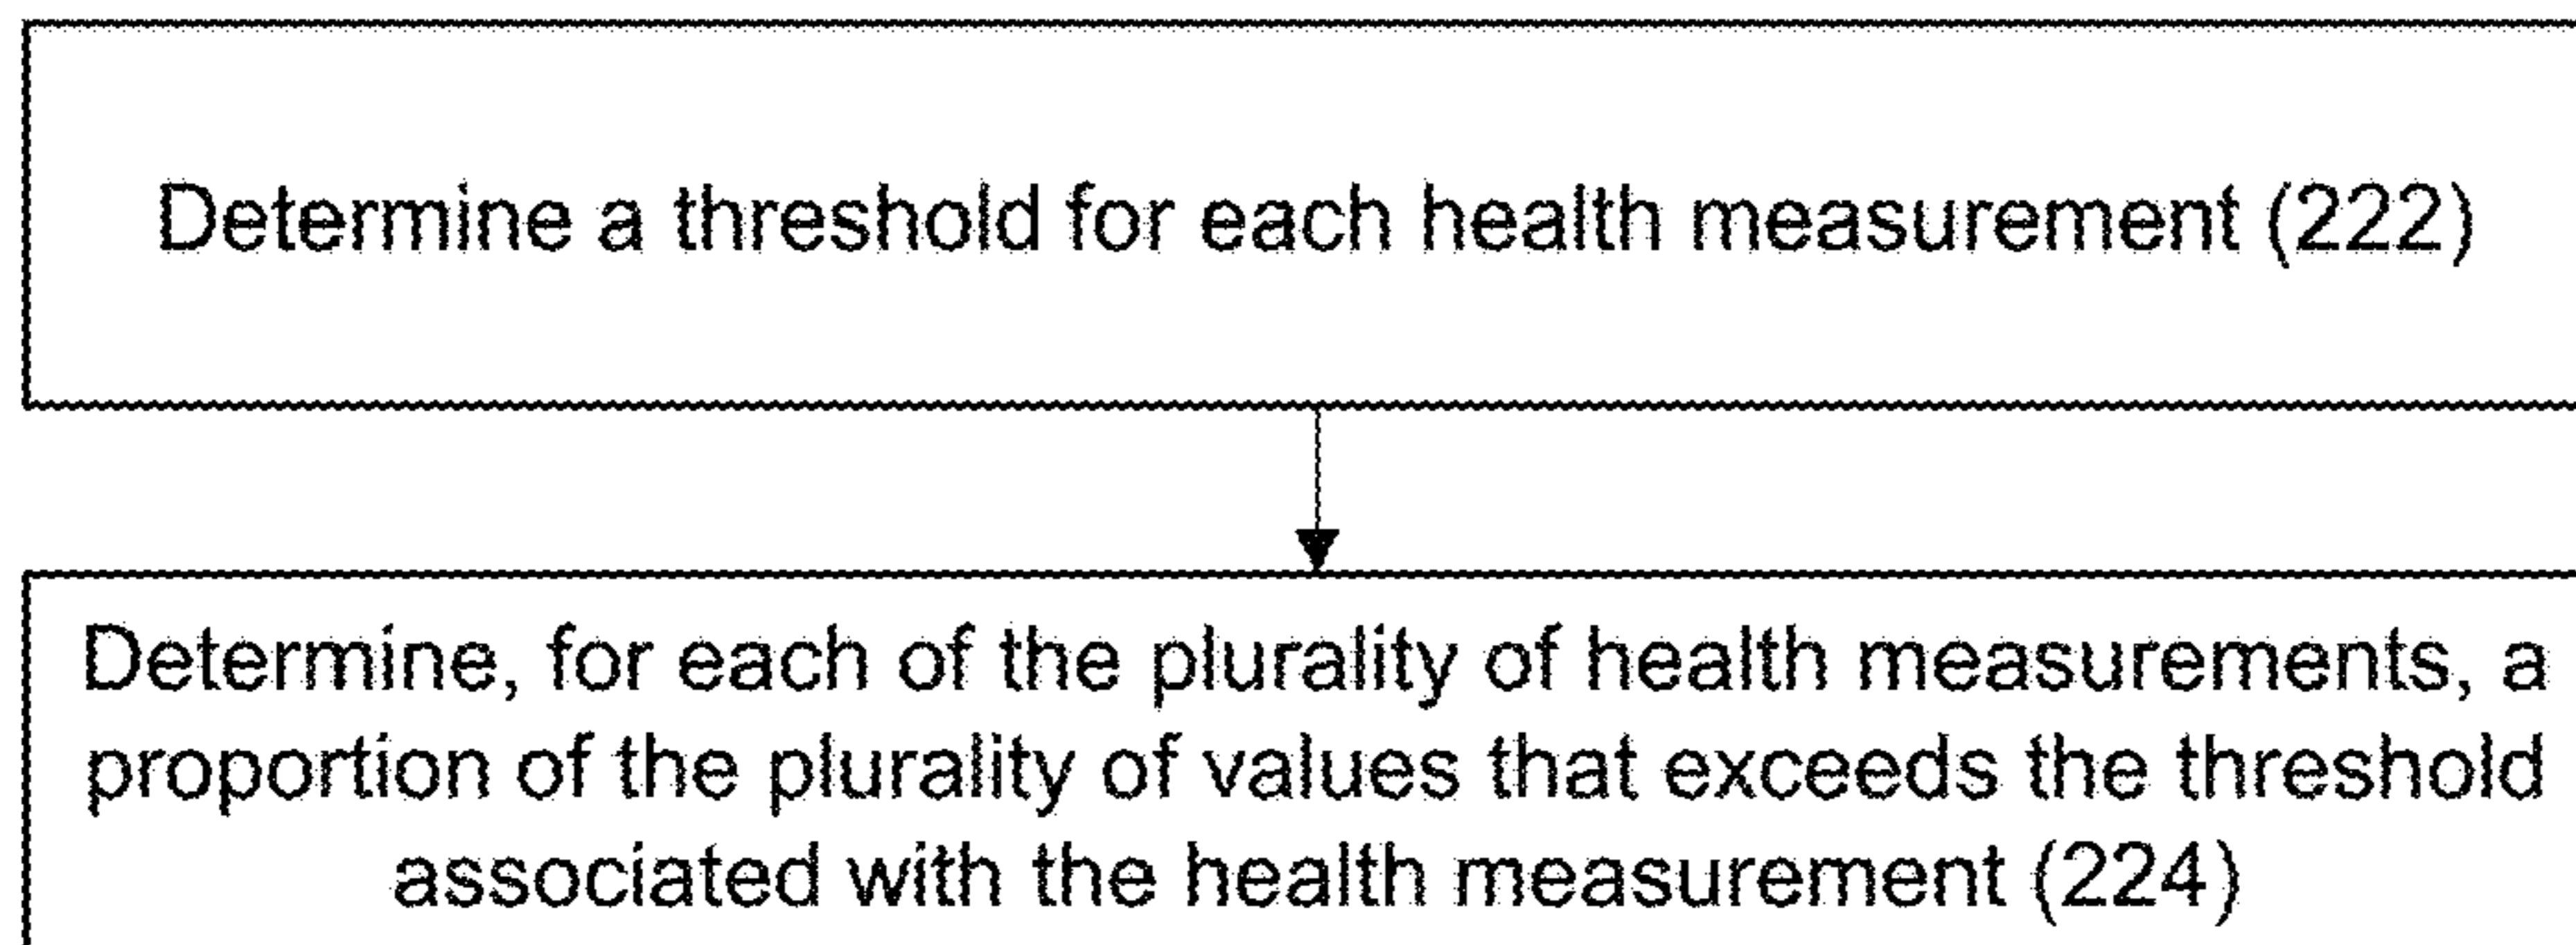 Determine a threshold for each health measurement (222)
Determine, for each of the plurality of health measurements, a
proportion of the plurality of values that exceeds the threshold
associated with the health measurement (224)